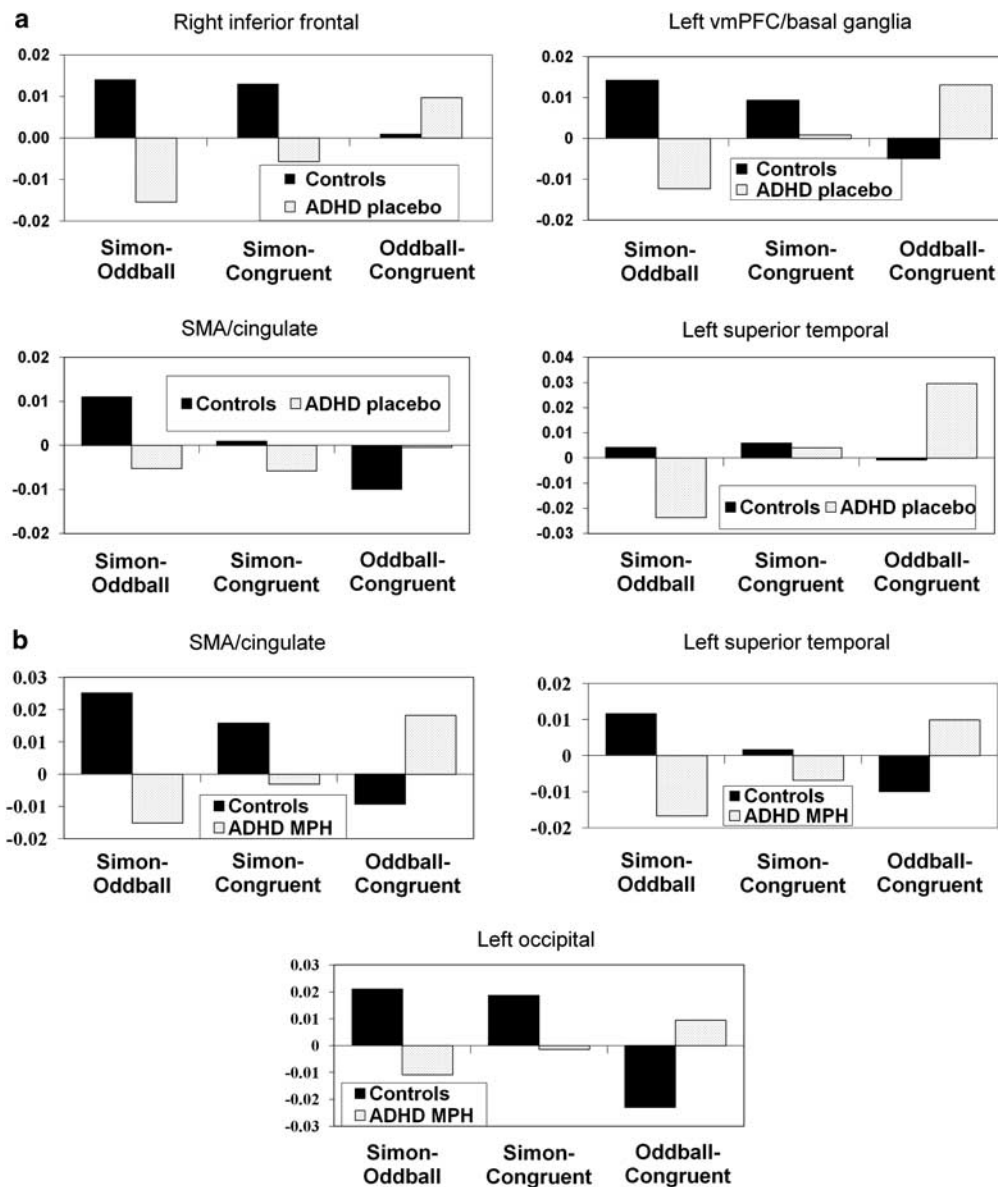 a
Right inferior frontal
0.02
0.01
0.00
-0.01
-0.02
Controls
ADHD placebo
Simon-
Oddball
Simon-
Congruent
Oddball-
Congruent
Left vmPFC/basal ganglia
0.02
0.01
0
-0.01
-0.02
Controls
ADHD placebo
Simon-
Oddball
Simon-
Congruent
Oddball-
Congruent
SMA/cingulate
0.02
0.01
0
-0.01
-0.02
Controls ADHD placebo
Simon-
Oddball
Simon-
Congruent
Oddball-
Congruent
Left superior temporal
0.04
0.03
0.02
0.01
0
-0.01
-0.02
-0.03
Controls ADHD placebo
Simon-
Oddball
Simon-
Congruent
Oddball-
Congruent
b
SMA/cingulate
0.03
0.02
0.01
0
-0.01
-0.02
Controls
ADHD MPH
Simon-
Oddball
Simon-
Congruent
Oddball-
Congruent
Left superior temporal
0.02
0.01
0
-0.01
-0.02
Controls
ADHD MPH
Simon-
Oddball
Simon-
Congruent
Oddball-
Congruent
Left occipital
0.03
0.02
0.01
0
-0.01
-0.02
-0.03
Controls
ADHD MPH
Simon-
Oddball
Simon-
Congruent
Oddball-
Congruent